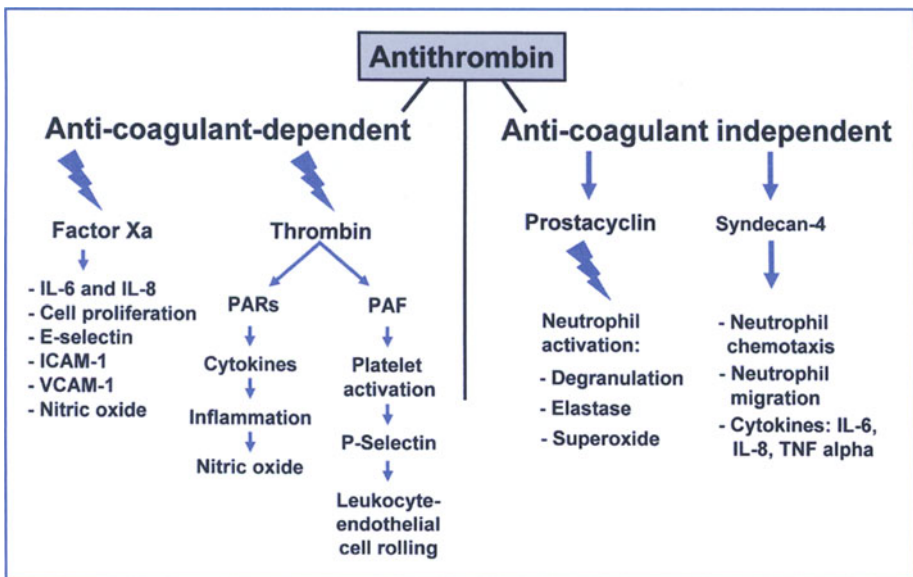 Antithrombin
Anti-coagulant-dependent
Factor Xa
- IL-6 and IL-8
- Cell proliferation
- E-selectin
- ICAM-1
- VCAM-1
- Nitric oxide
Thrombin
PARs
Cytokines
Inflammation
Nitric oxide
PAF
Platelet
activation
P-Selectin
Leukocyte-
endothelial
cell rolling
Anti-coagulant independent
Prostacyclin
Neutrophil
activation:
- Degranulation
- Elastase
- Superoxide
Syndecan-4
- Neutrophil
chemotaxis
- Neutrophil
migration
- Cytokines: IL-6,
IL-8, TNF alpha